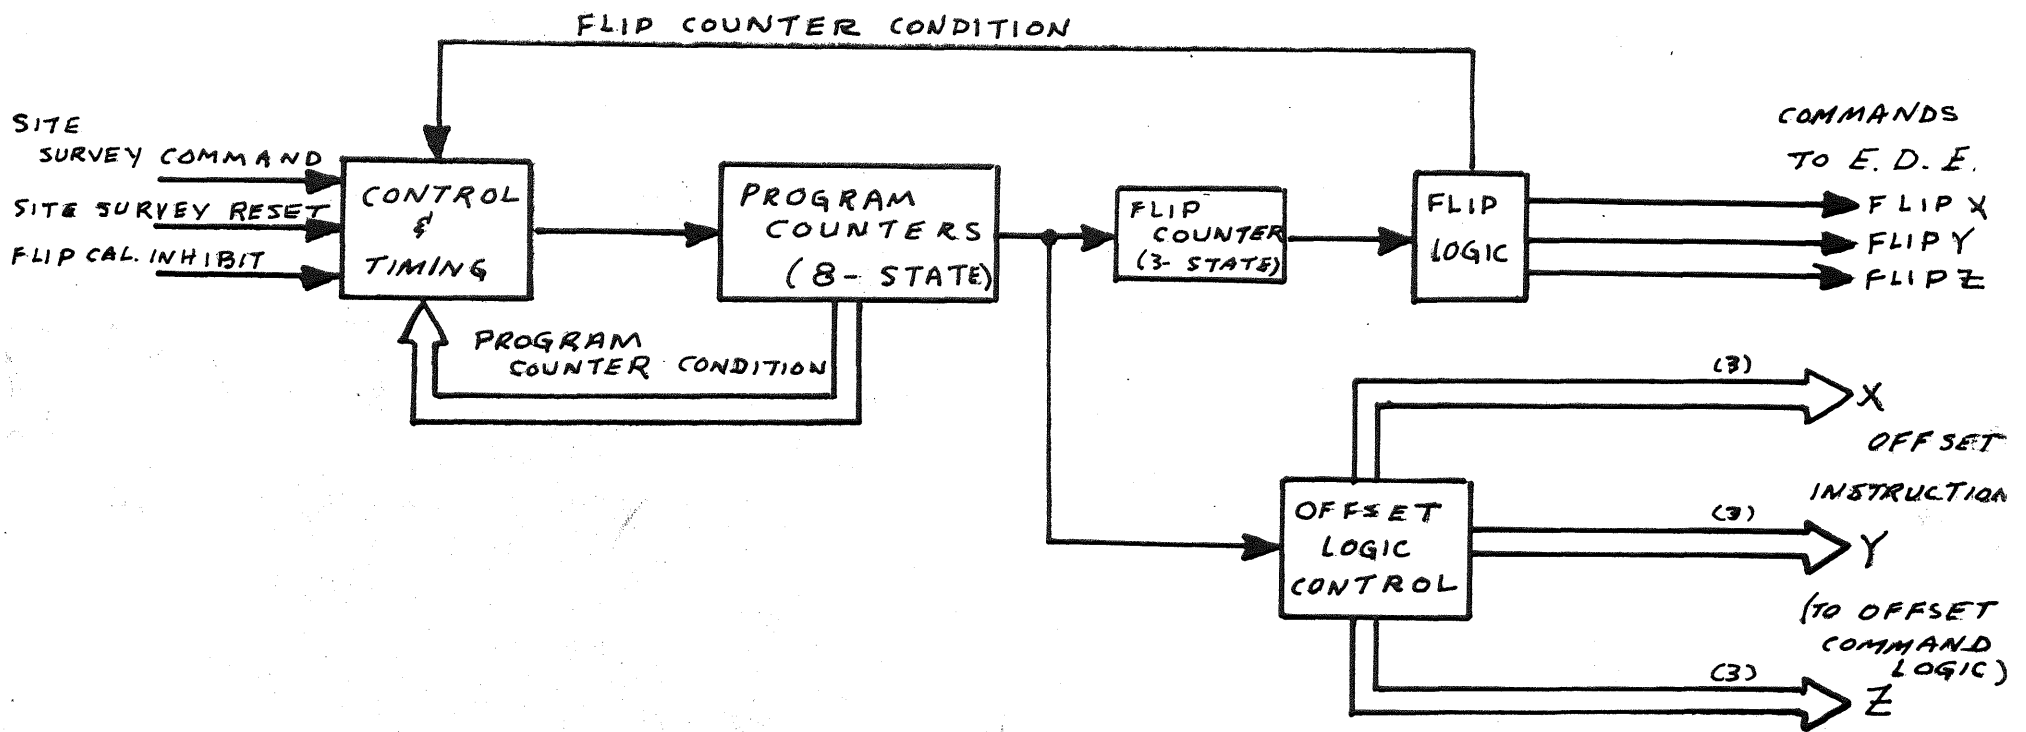 FLIP COUNTER CONDITION
SITE
SURVEY COMMAND
SITE SURVEY RESET
FLIP CAL. INHIBIT
CONTROL
&
TIMING
PROGRAM
COUNTERS
(8-STATE)
PROGRAM
COUNTER CONDITION
FLIP
COUNTER
(3-STATE)
FLIP
LOGIC
COMMANDS
TO E.D.E.
FLIP X
FLIP Y
FLIP Z
OFFSET
LOGIC
CONTROL
(3)
X
OFFSET
INSTRUCTION
(3)
Y
(TO OFFSET
COMMAND
LOGIC)
(3)
Z